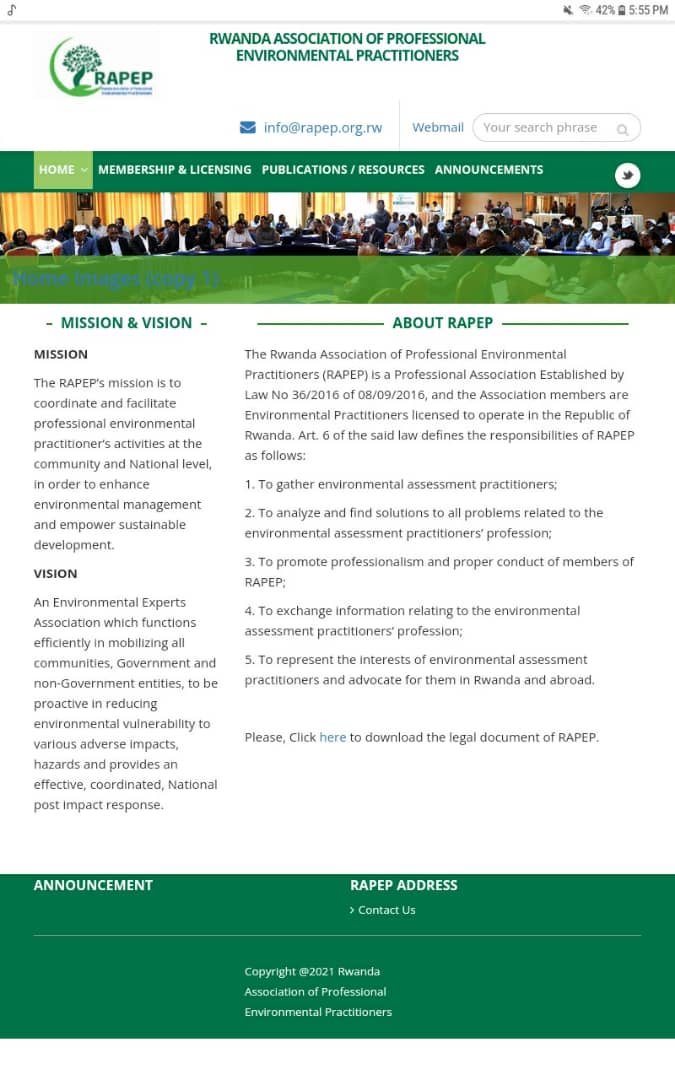 42% 5:55 PM
RWANDA ASSOCIATION OF PROFESSIONAL
ENVIRONMENTAL PRACTITIONERS
RAPEP
info@rapep.org.rw
Webmail
Your search phrase
HOME
MEMBERSHIP & LICENSING
PUBLICATIONS / RESOURCES
ANNOUNCEMENTS
Home Images (copy 1)
MISSION & VISION
MISSION
The RAPEP's mission is to
coordinate and facilitate
professional environmental
practitioner's activities at the
community and National level,
in order to enhance
environmental management
and empower sustainable
development.
VISION
An Environmental Experts
Association which functions
efficiently in mobilizing all
communities, Government and
non-Government entities, to be
proactive in reducing
environmental vulnerability to
various adverse impacts,
hazards and provides an
effective, coordinated, National
post impact response.
ABOUT RAPEP
The Rwanda Association of Professional Environmental
Practitioners (RAPEP) is a Professional Association Established by
Law No 36/2016 of 08/09/2016, and the Association members are
Environmental Practitioners licensed to operate in the Republic of
Rwanda. Art. 6 of the said law defines the responsibilities of RAPEP
as follows:
1. To gather environmental assessment practitioners;
2. To analyze and find solutions to all problems related to the
environmental assessment practitioners' profession;
3. To promote professionalism and proper conduct of members of
RAPEP;
4. To exchange information relating to the environmental
assessment practitioners' profession;
5. To represent the interests of environmental assessment
practitioners and advocate for them in Rwanda and abroad.
Please, Click here to download the legal document of RAPEP.
ANNOUNCEMENT
RAPEP ADDRESS
> Contact Us
Copyright @2021 Rwanda
Association of Professional
Environmental Practitioners